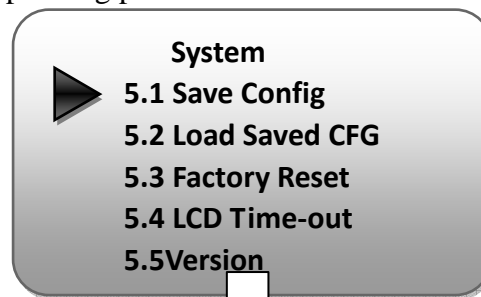 System
5.1 Save Config
5.2 Load Saved CFG
5.3 Factory Reset
5.4 LCD Time-out
5.5Version